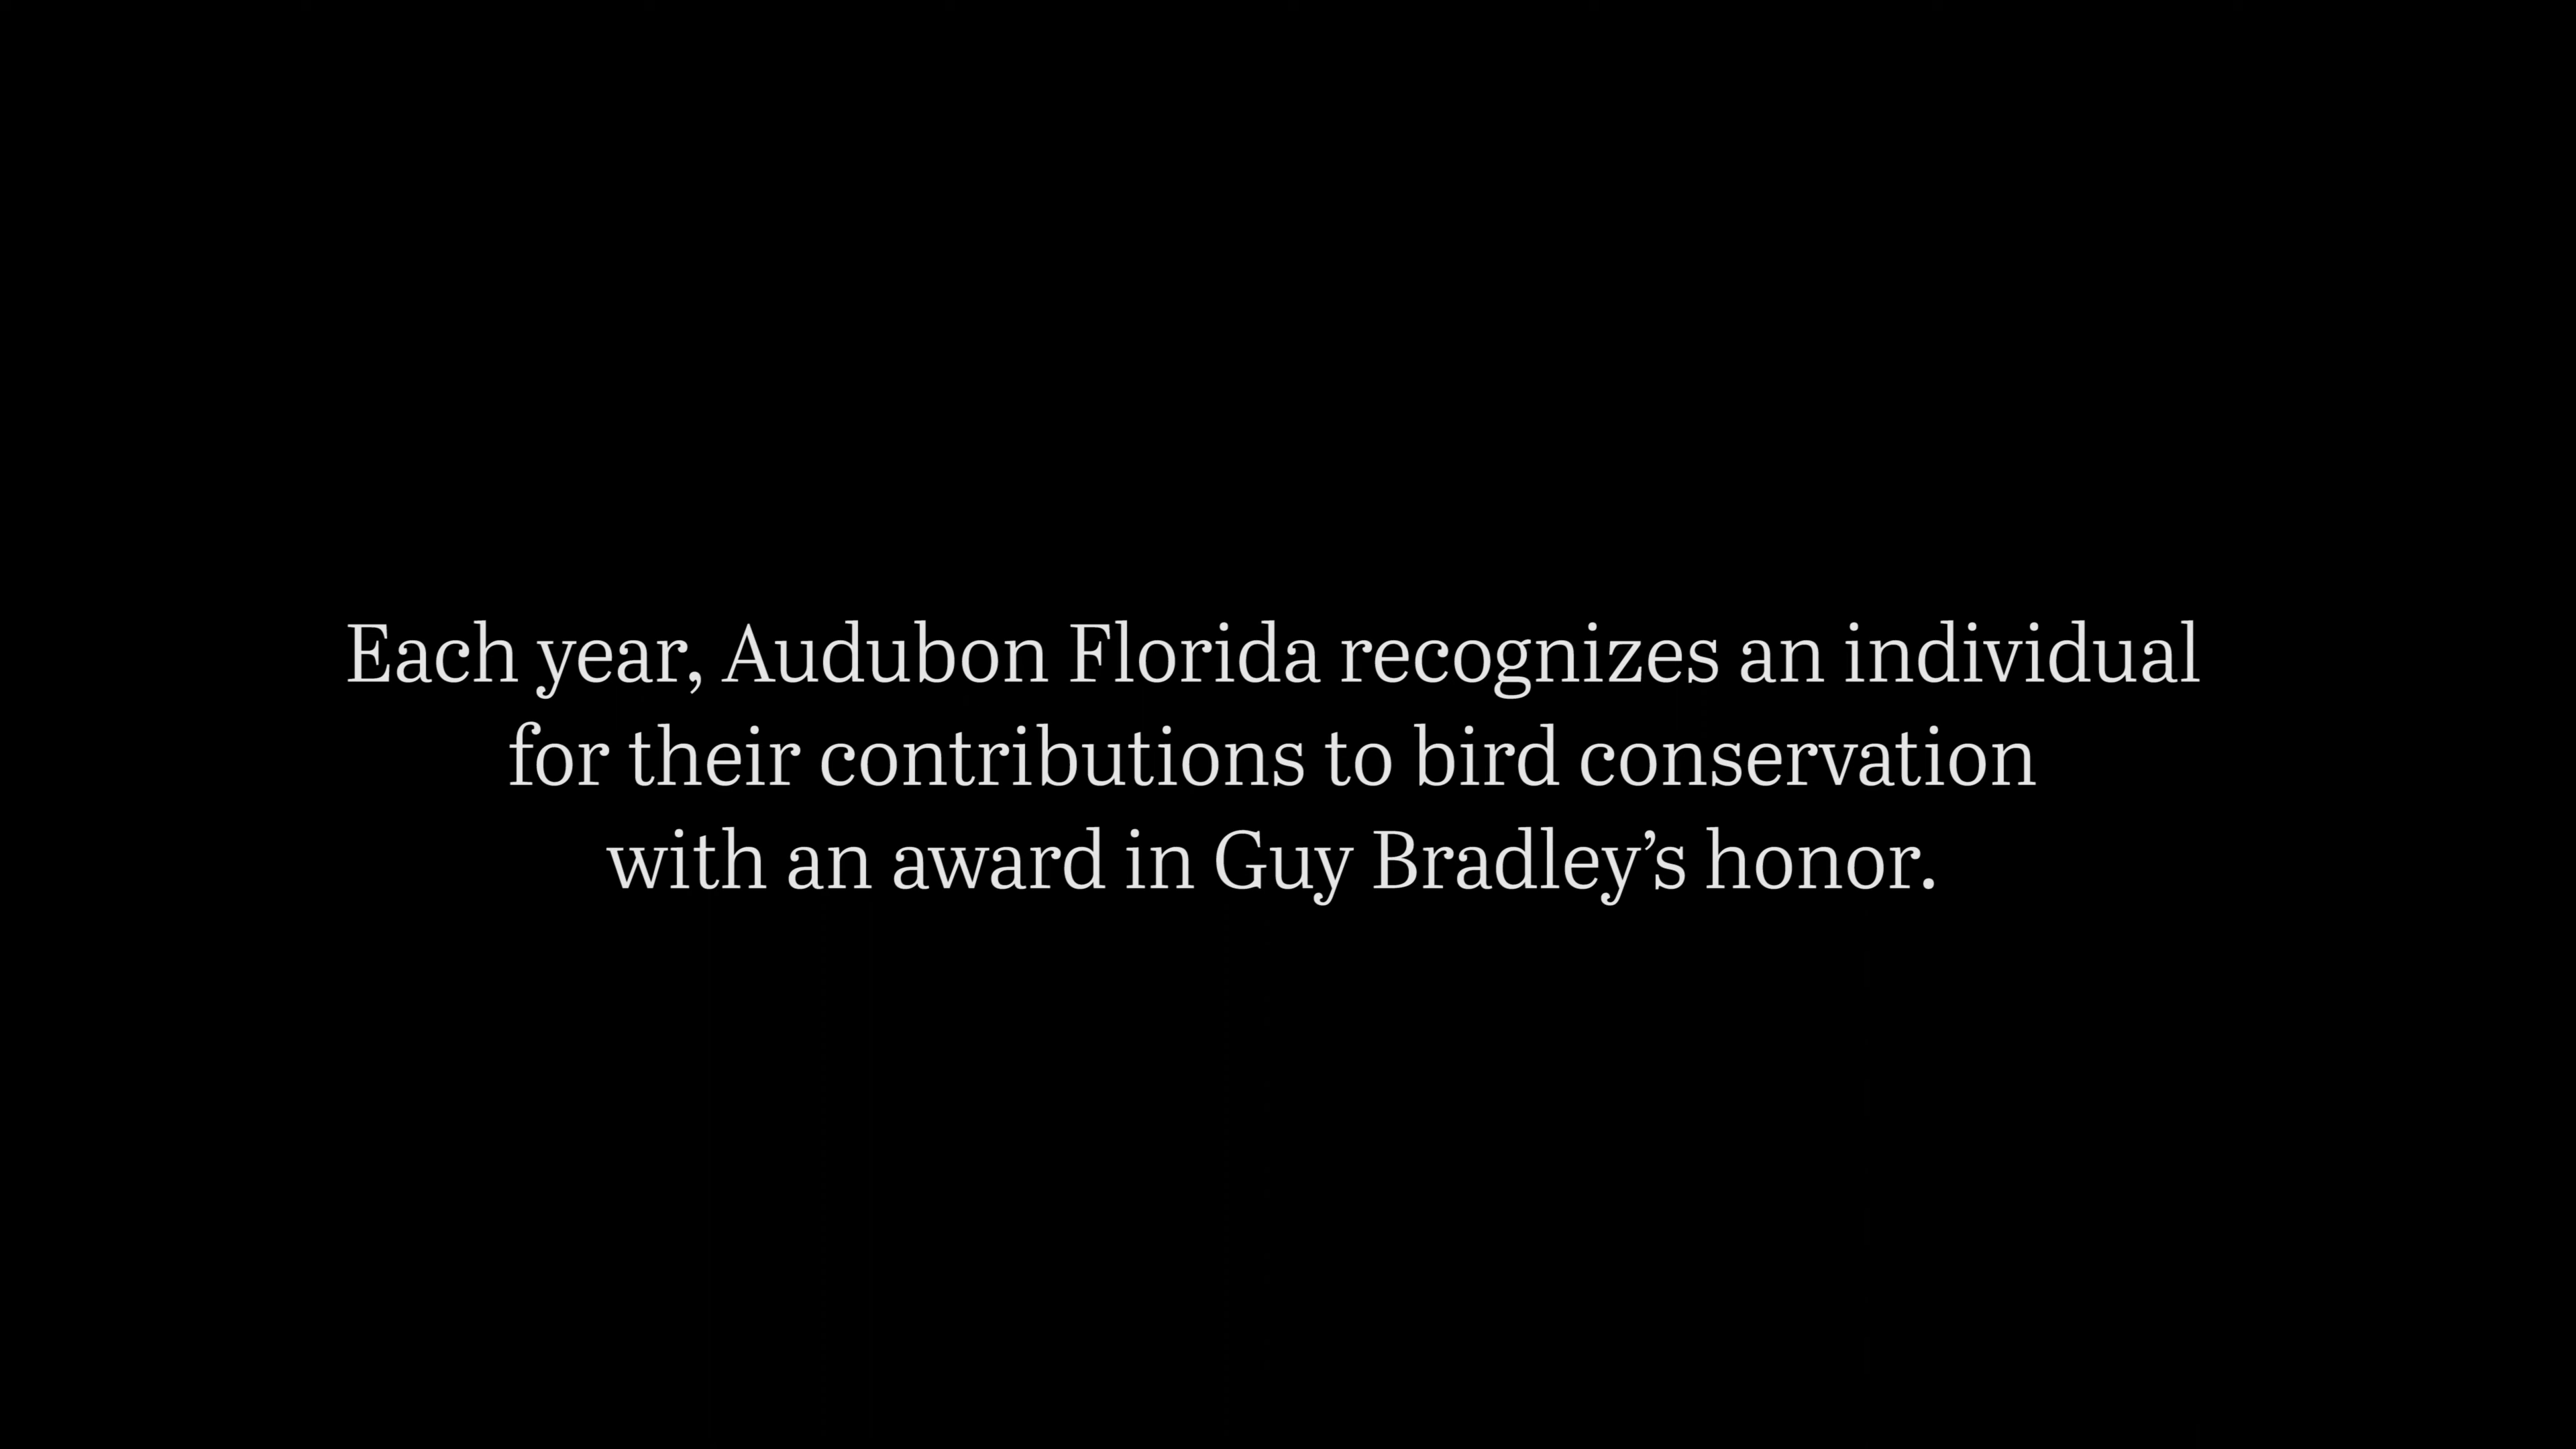 Each year, Audubon Florida recognizes an individual
for their contributions to bird conservation
with an award in Guy Bradley’s honor.